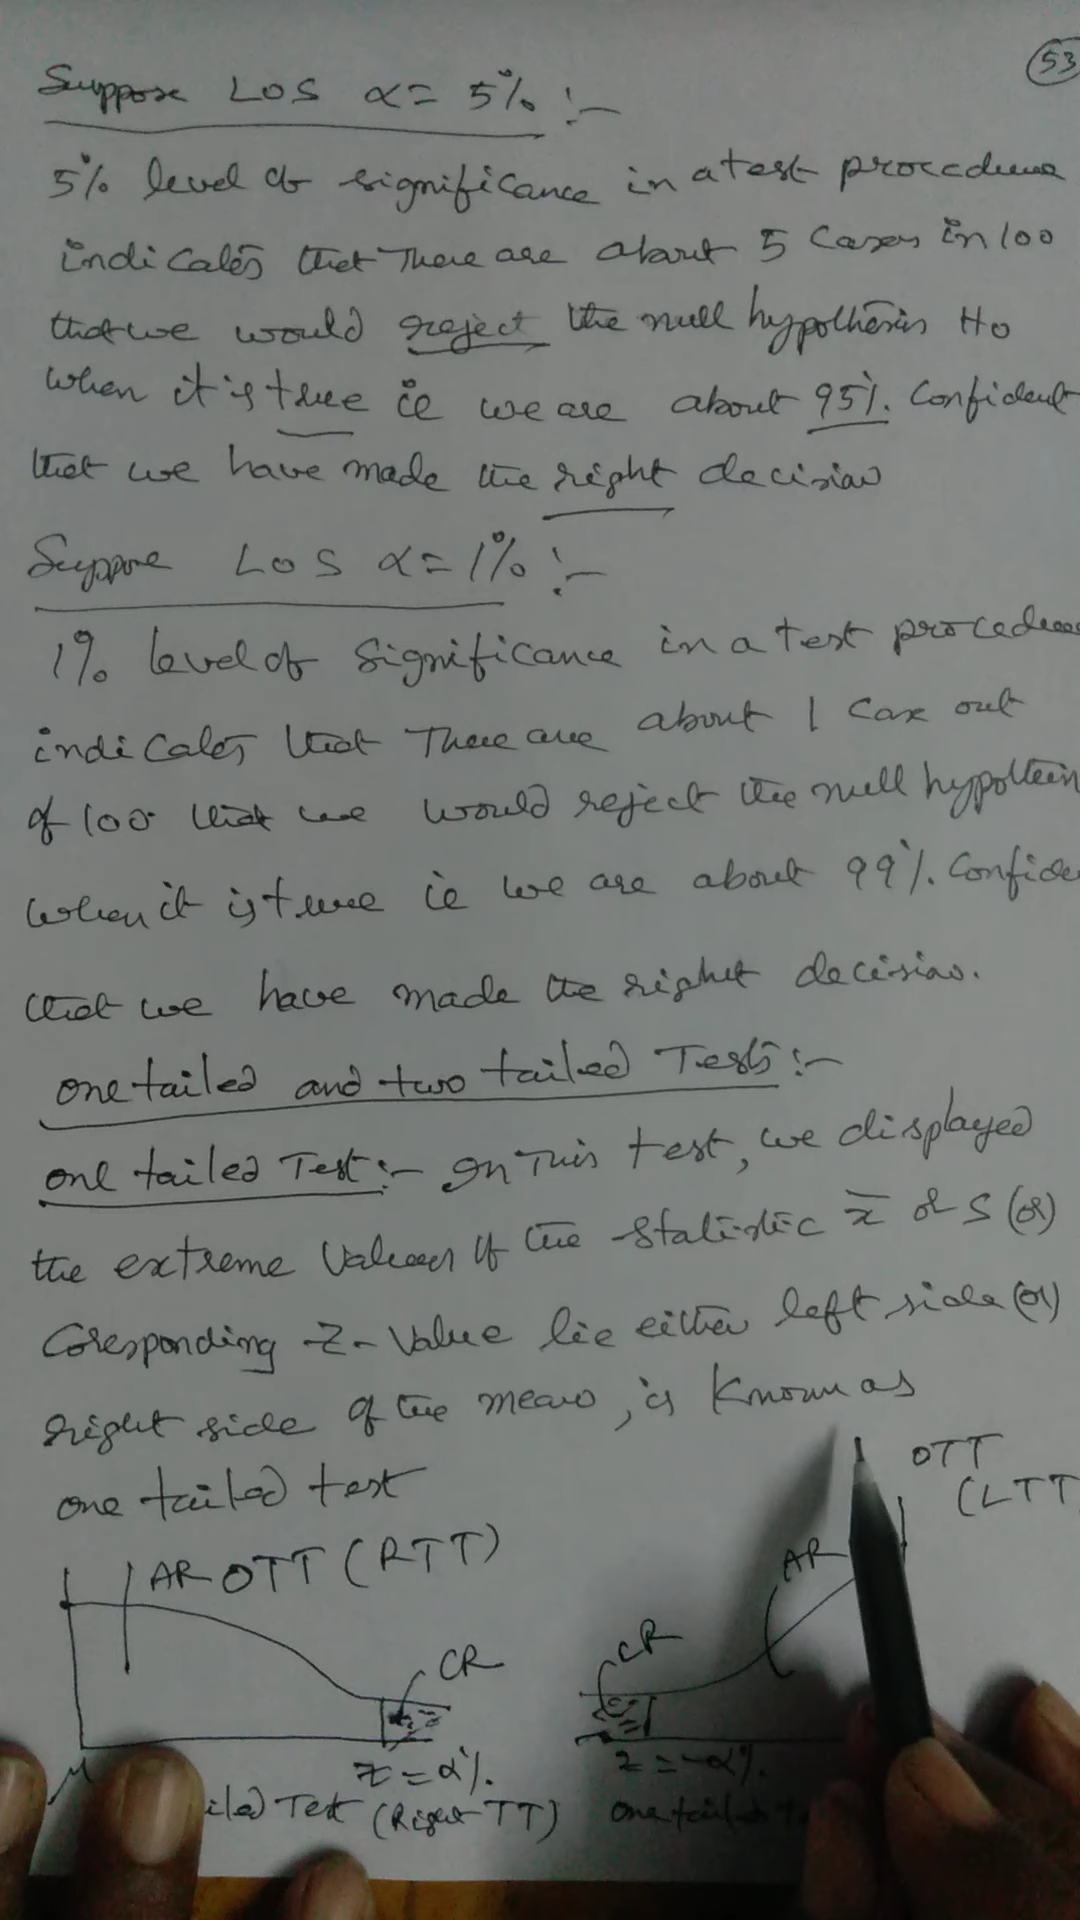 53
Suppose LOS α = 5% :-
5% level of significance in a test procedure
indicates that There are about 5 Cases in 100
that we would reject the null hypothesis H0
when it is true ie we are about 95%. Confident
that we have made the right decision
Suppose LOS α = 1% :-
1% level of Significance in a test procedure
indicates that There are about 1 Case out
of 100 that we would reject the null hypothesis
when it is true ie we are about 99%. Confide
that we have made the right decision.
one tailed and two tailed Tests :-
one tailed Test :- In This test, we displayed
the extreme Values of the statistic x̄ of S (or)
Coresponding Z-Value lie either left side (or)
right side of the mean, is Known as
one tailed test
OTT
(LTT
AR OTT (RTT)
AR
CR
CR
μ
z = α%.
z = -α%.
iled Test (Right TT)
One tailed T